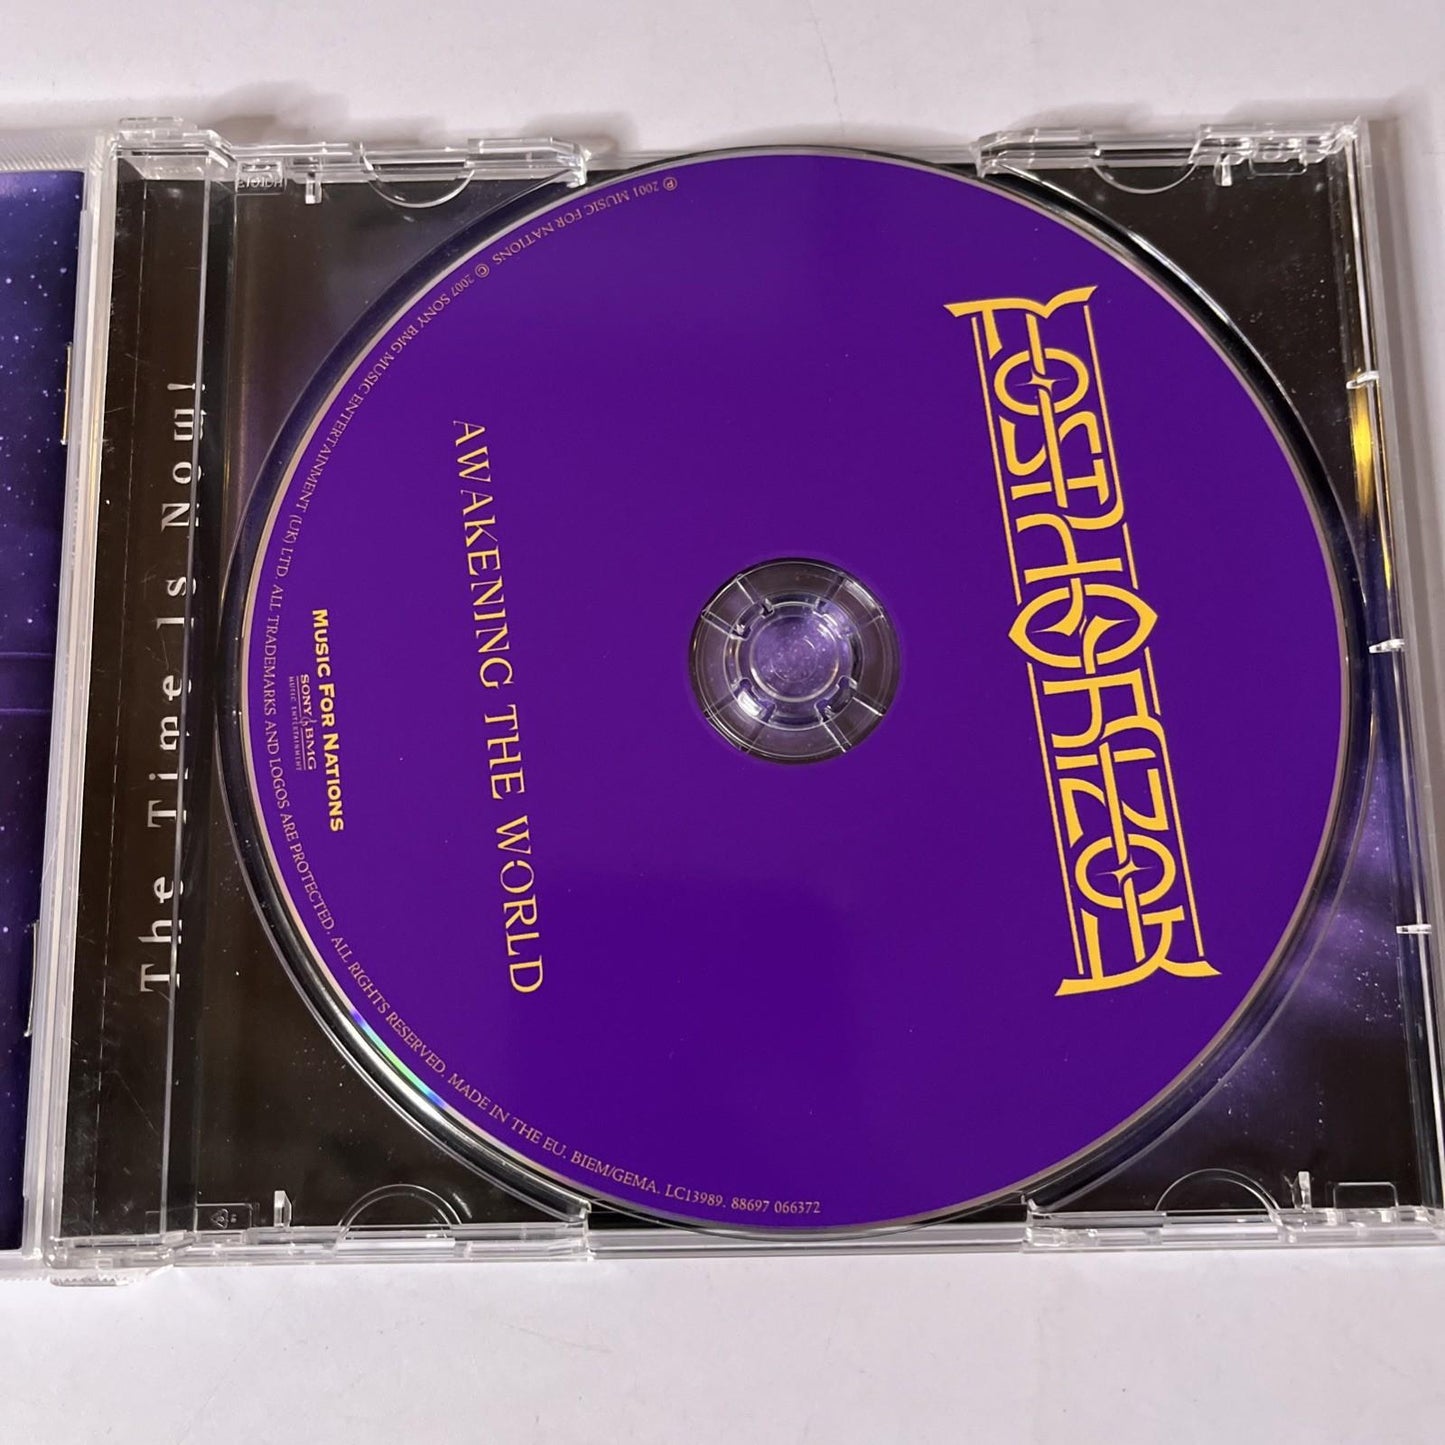 The Time Is Now!
LOST HORIZON
AWAKENING THE WORLD
MUSIC FOR NATIONS
SONY BMG
MUSIC ENTERTAINMENT
℗ 2001 MUSIC FOR NATIONS © 2007 SONY BMG MUSIC ENTERTAINMENT (UK) LTD. ALL TRADEMARKS AND LOGOS ARE PROTECTED. ALL RIGHTS RESERVED. MADE IN THE EU. BIEM/GEMA. LC13989. 88697 066372